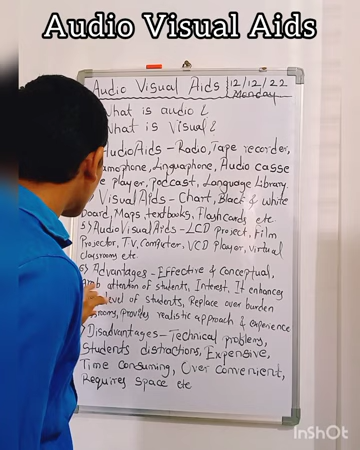 Audio Visual Aids
Audio Visual Aids 12/12/22
Monday
What is audio ?
What is Visual ?
AudioAids - Radio, Tape recorder,
Linguaphone, Audio casse
player, Podcast, Language Library.
Visual Aids - Chart, Black & White
board, Maps, textbooks, Flashcards etc
5) Audio Visual Aids - LCD project, Film
Projector, TV, Computer, VCD Player, Virtual
Classrooms etc.
6) Advantages - Effective & Conceptual,
attention of students, Interest, It enhances
level of students, Replace over burden
provides realistic approach & experience
Disadvantages - Technical problems,
Students distractions, Expensive,
Time Consuming, Over Convenient,
Requires space etc
InShOt